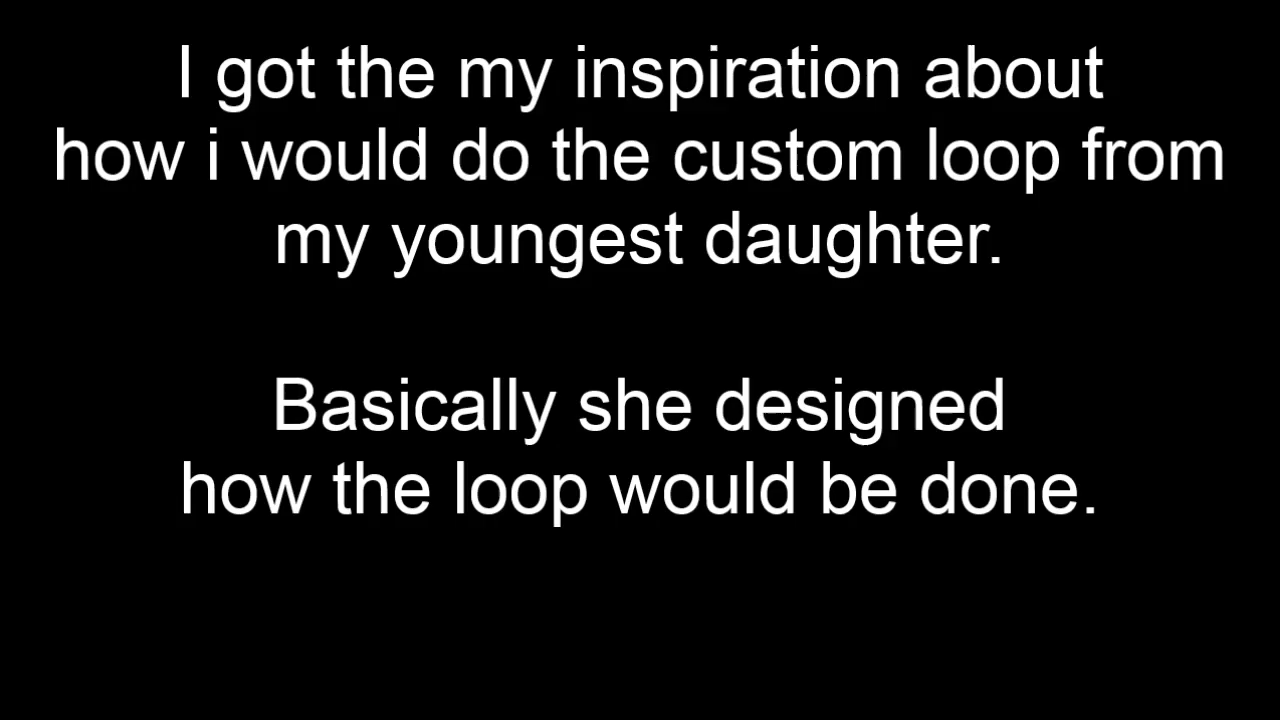 I got the my inspiration about
how i would do the custom loop from
my youngest daughter.
Basically she designed
how the loop would be done.